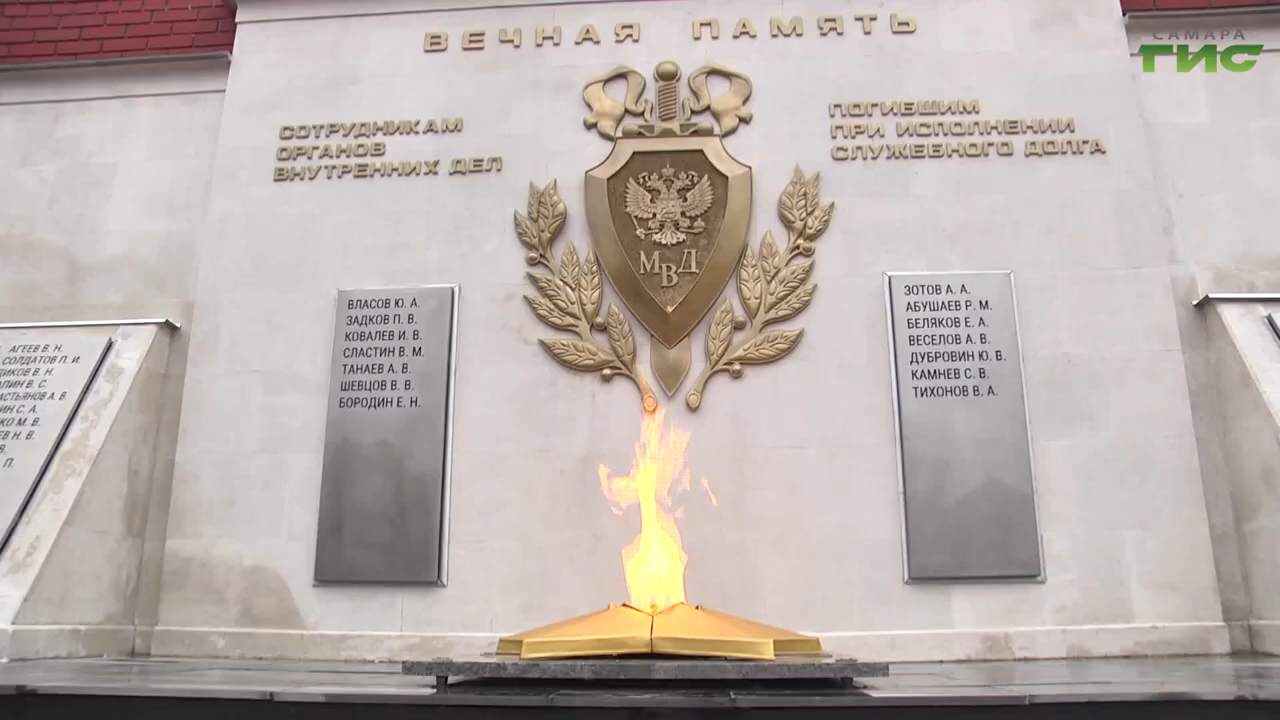 САМАРА
ГИС
ВЕЧНАЯ ПАМЯТЬ
СОТРУДНИКАМ
ОРГАНОВ
ВНУТРЕННИХ ДЕЛ
ПОГИБШИМ
ПРИ ИСПОЛНЕНИИ
СЛУЖЕБНОГО ДОЛГА
МВД
ВЛАСОВ Ю. А.
ЗАДКОВ П. В.
КОВАЛЕВ И. В.
СЛАСТИН В. М.
ТАНАЕВ А. В.
ШЕВЦОВ В. В.
БОРОДИН Е. Н.
ЗОТОВ А. А.
АБУШАЕВ Р. М.
БЕЛЯКОВ Е. А.
ВЕСЕЛОВ А. В.
ДУБРОВИН Ю. В.
КАМНЕВ С. В.
ТИХОНОВ В. А.
АГЕЕВ В. Н.
СОЛДАТОВ П. И.
В. Н.
В. С.
А. В.
С. А.
М. В.
Н. В.
В.
П.